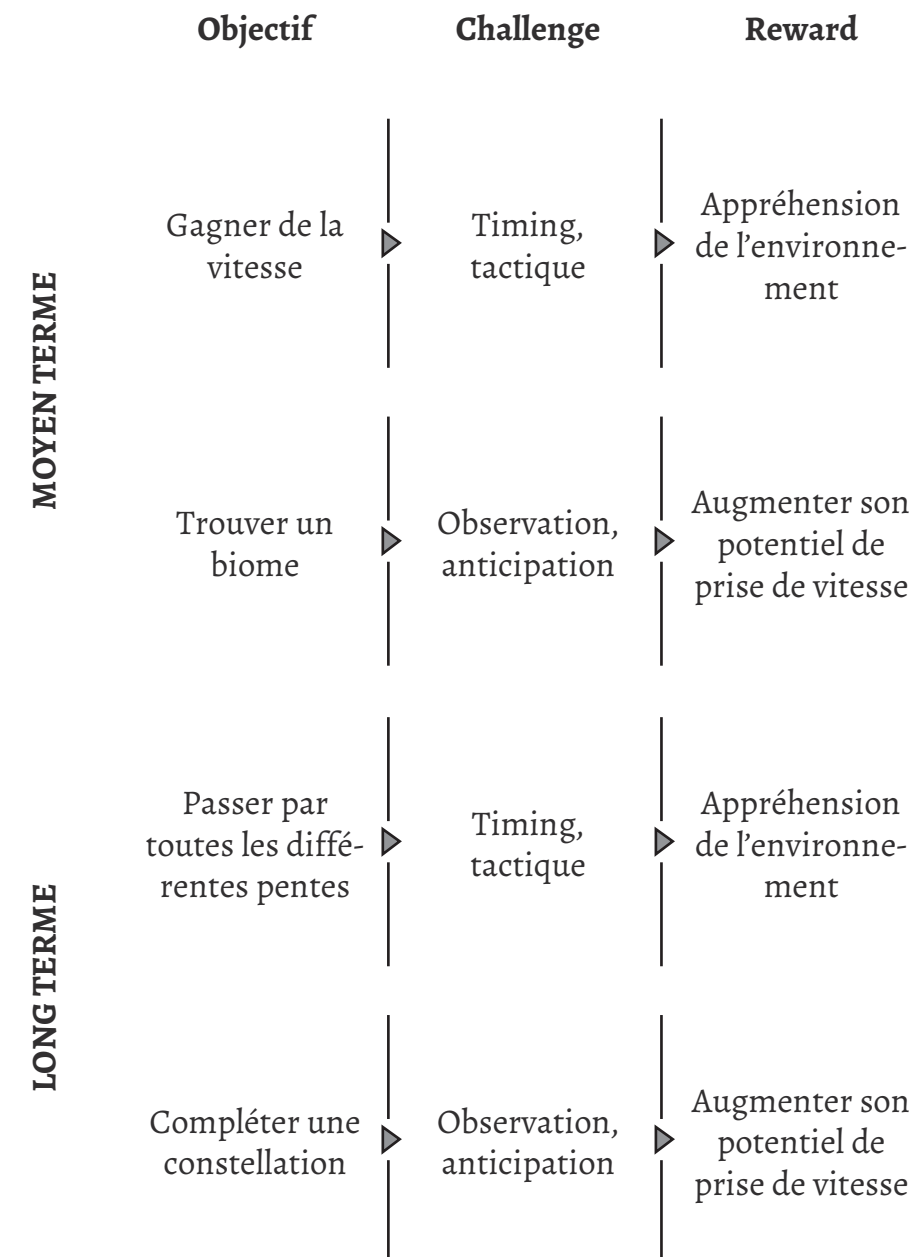 Objectif Challenge Reward
MOYEN TERME
Gagner de la
vitesse
Timing,
tactique
Appréhension
de l'environne-
ment
Trouver un
biome
Observation,
anticipation
Augmenter son
potentiel de
prise de vitesse
LONG TERME
Passer par
toutes les diffé-
rentes pentes
Timing,
tactique
Appréhension
de l'environne-
ment
Compléter une
constellation
Observation,
anticipation
Augmenter son
potentiel de
prise de vitesse